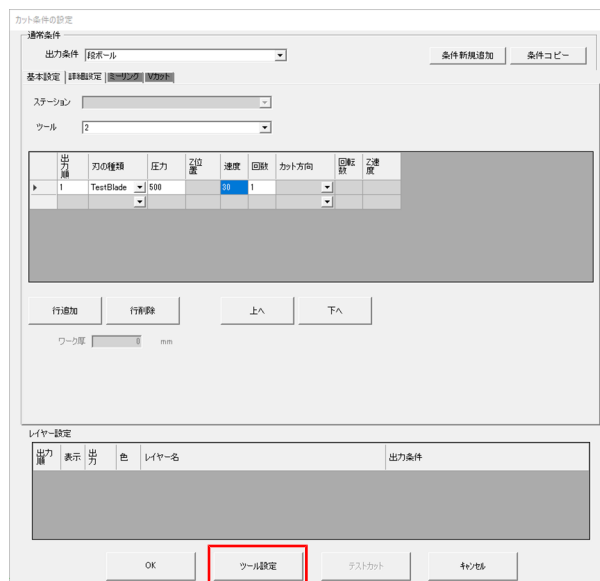 カット条件の設定
通常条件
出力条件 段ボール 条件新規追加 条件コピー
基本設定 詳細設定 ミーリング Vカット
ステーション
ツール 2
出力順 刃の種類 圧力 Z位置 速度 回数 カット方向 回転数 Z速度
1 TestBlade 500 30 1
行追加 行削除 上へ 下へ
ワーク厚 0 mm
レイヤー設定
出力順 表示 出力 色 レイヤー名 出力条件
OK ツール設定 テストカット キャンセル